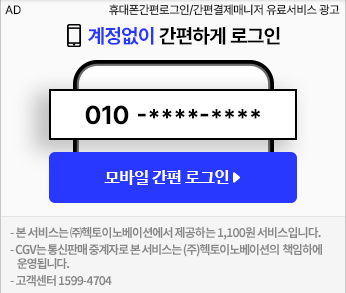 AD
휴대폰간편로그인/간편결제매니저 유료서비스 광고
계정없이 간편하게 로그인
010 -****-****
모바일 간편 로그인
- 본 서비스는 ㈜헥토이노베이션에서 제공하는 1,100원 서비스입니다.
- CGV는 통신판매 중계자로 본 서비스는 (주)헥토이노베이션의 책임하에
운영됩니다.
- 고객센터 1599-4704